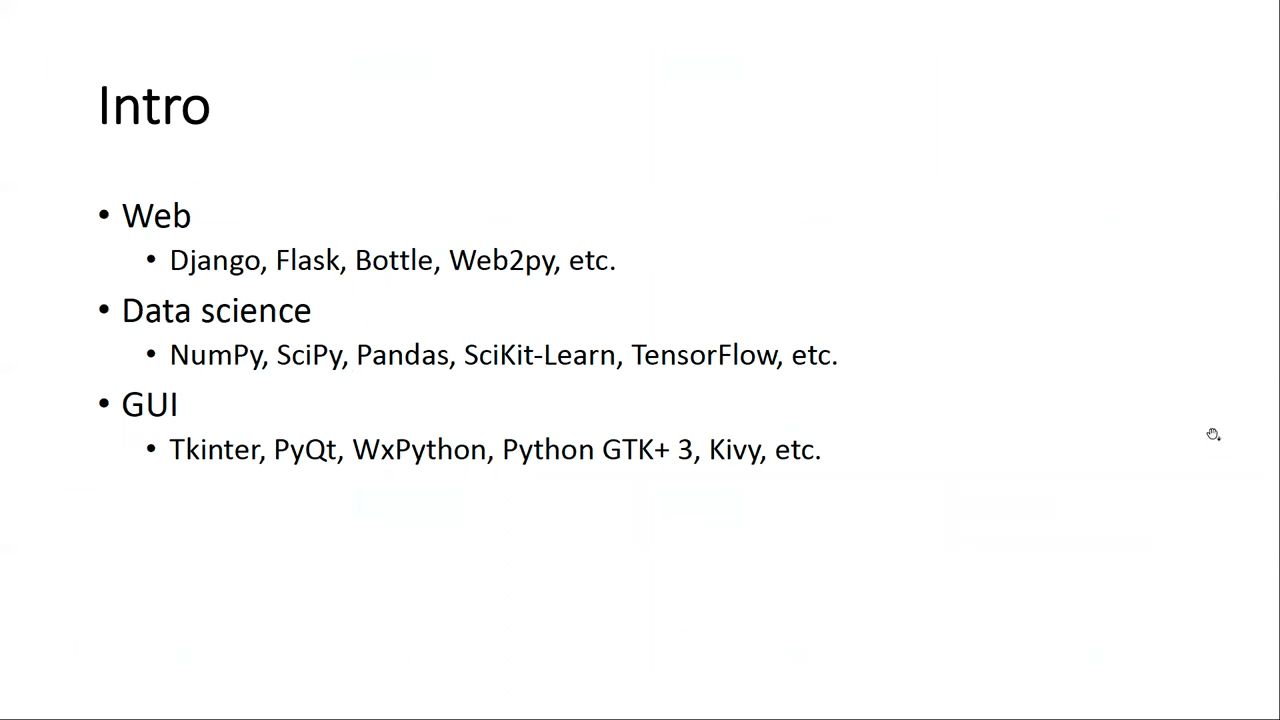 Intro
• Web
• Django, Flask, Bottle, Web2py, etc.
• Data science
• NumPy, SciPy, Pandas, SciKit-Learn, TensorFlow, etc.
• GUI
• Tkinter, PyQt, WxPython, Python GTK+ 3, Kivy, etc.